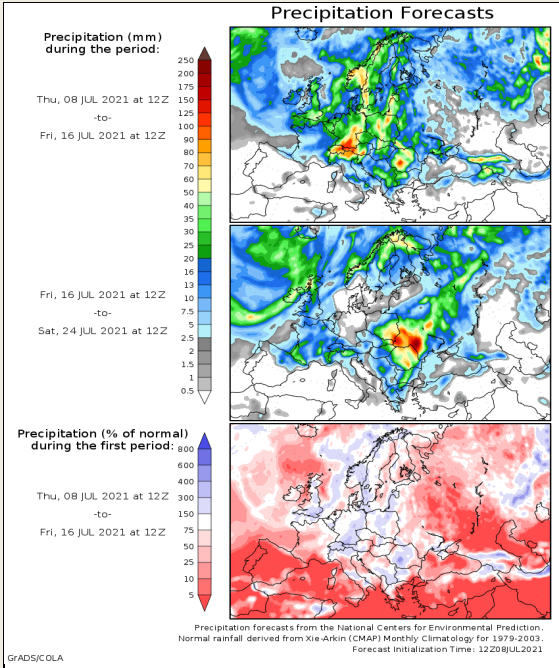 Precipitation Forecasts
Precipitation (mm)
during the period:
Thu, 08 JUL 2021 at 12Z
-to-
Fri, 16 JUL 2021 at 12Z
250
200
175
150
125
100
90
80
70
60
50
40
35
30
25
20
16
13
10
7.5
5
2.5
2
1.5
1
0.5
Fri, 16 JUL 2021 at 12Z
-to-
Sat, 24 JUL 2021 at 12Z
Precipitation (% of normal)
during the first period:
Thu, 08 JUL 2021 at 12Z
-to-
Fri, 16 JUL 2021 at 12Z
800
600
400
300
150
75
50
25
10
5
Precipitation forecasts from the National Centers for Environmental Prediction.
Normal rainfall derived from Xie-Arkin (CMAP) Monthly Climatology for 1979-2003.
Forecast Initialization Time: 12Z08JUL2021
GrADS/COLA